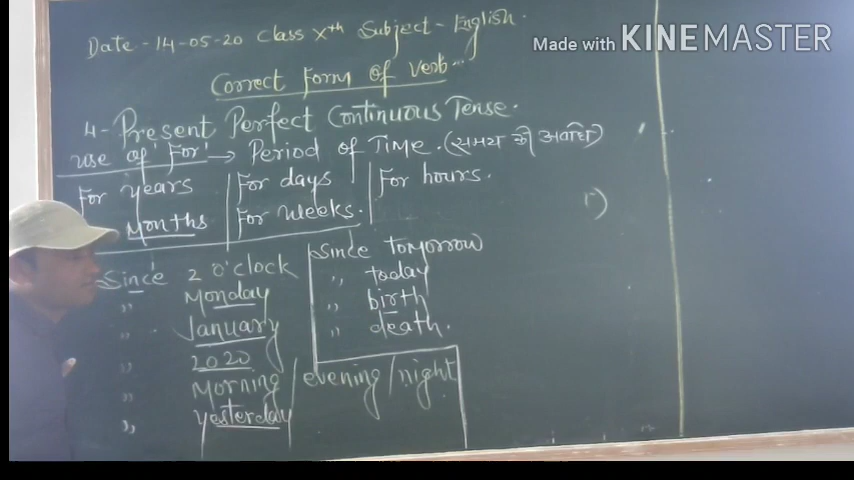 Date - 14-05-20 Class Xth Subject - English.
Made with KINEMASTER
Correct Form of Verb...
4- Present Perfect Continuous Tense.
use of 'For' → Period of Time. (समय की अवधि)
For years For days For hours.
Months For weeks.
Since 2 o'clock
,, Monday
,, January
,, 2020
,, Morning / evening / night
,, yesterday
Since tomorrow
,, today
,, birth
,, death.